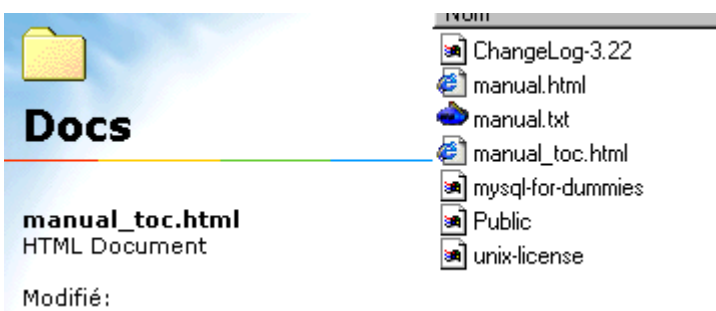 Docs
manual_toc.html
HTML Document
Modifié:
Nom
ChangeLog-3.22
manual.html
manual.txt
manual_toc.html
mysql-for-dummies
Public
unix-license